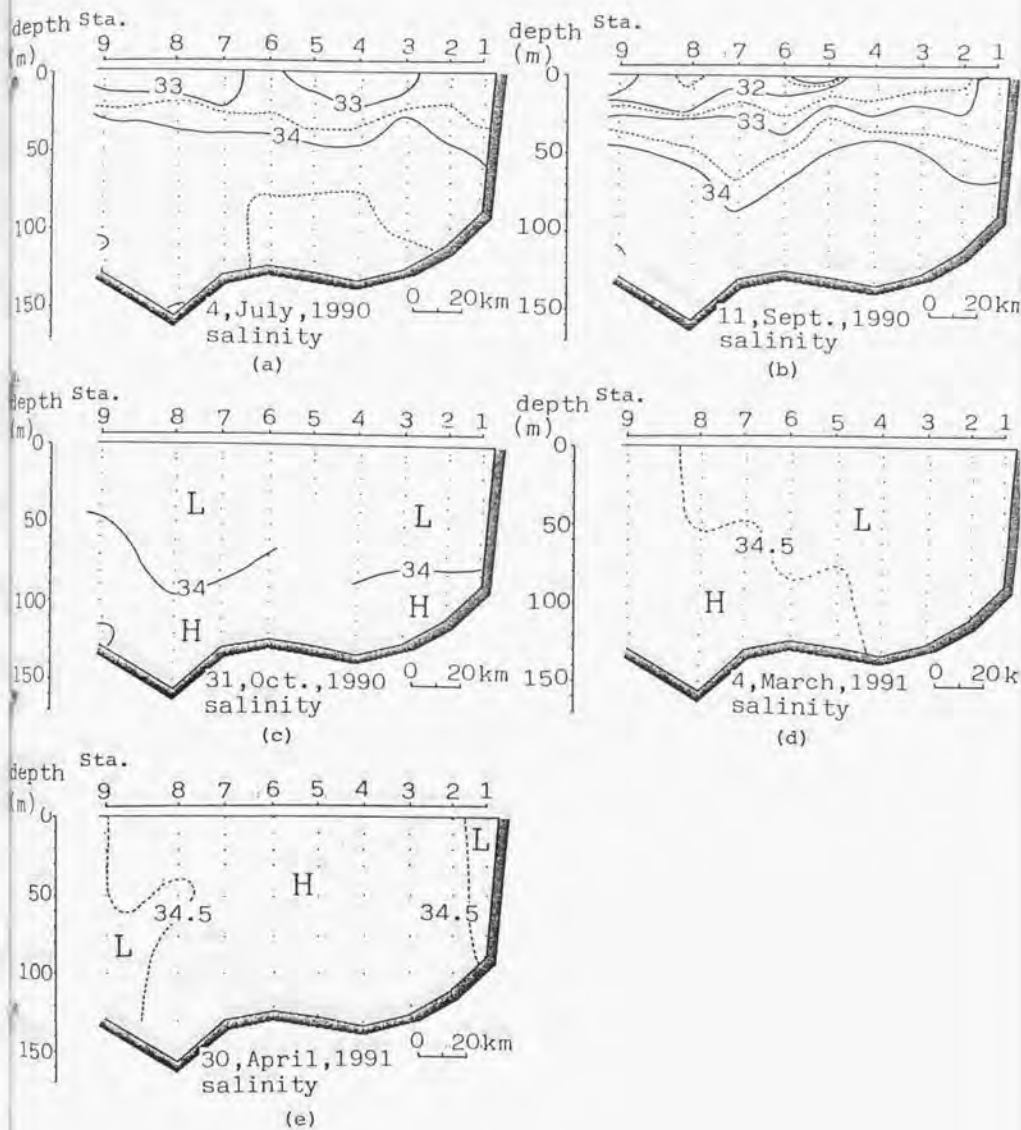 depth Sta.
(m) 9 8 7 6 5 4 3 2 1
0
33
33
34
50
100
150
4,July,1990
salinity
0 20km
(a)
depth Sta.
(m) 9 8 7 6 5 4 3 2 1
0
32
33
50
34
100
150
11,Sept.,1990
salinity
0 20km
(b)
depth Sta.
(m) 9 8 7 6 5 4 3 2 1
0
L
L
50
34
34
100
H
H
150
31,Oct.,1990
salinity
0 20km
(c)
depth Sta.
(m) 9 8 7 6 5 4 3 2 1
0
L
50
34.5
100
H
150
4,March,1991
salinity
0 20k
(d)
depth Sta.
(m) 9 8 7 6 5 4 3 2 1
0
L
H
50
34.5
34.5
L
100
150
30,April,1991
salinity
0 20km
(e)